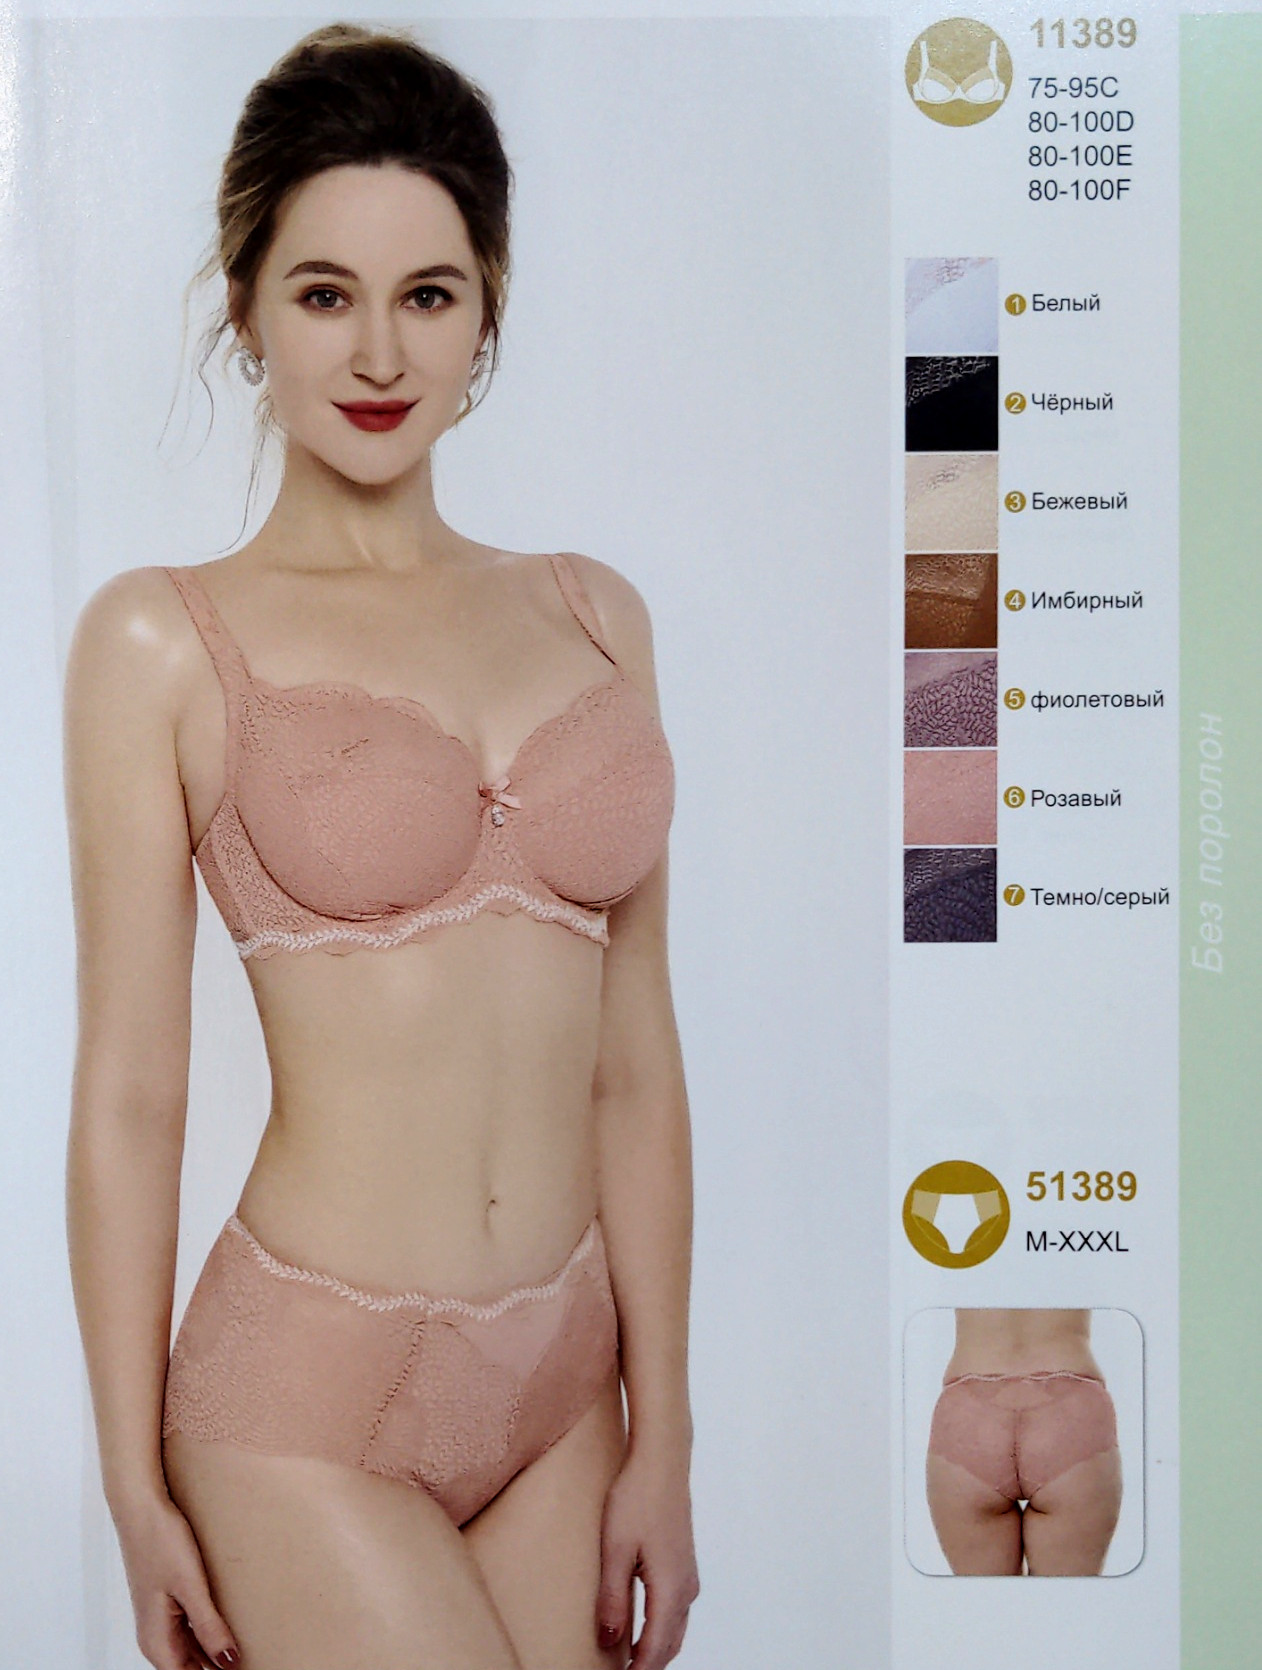 11389
75-95C
80-100D
80-100E
80-100F
1 Белый
2 Чёрный
3 Бежевый
4 Имбирный
5 фиолетовый
6 Розавый
7 Темно/серый
Без поролон
51389
M-XXXL